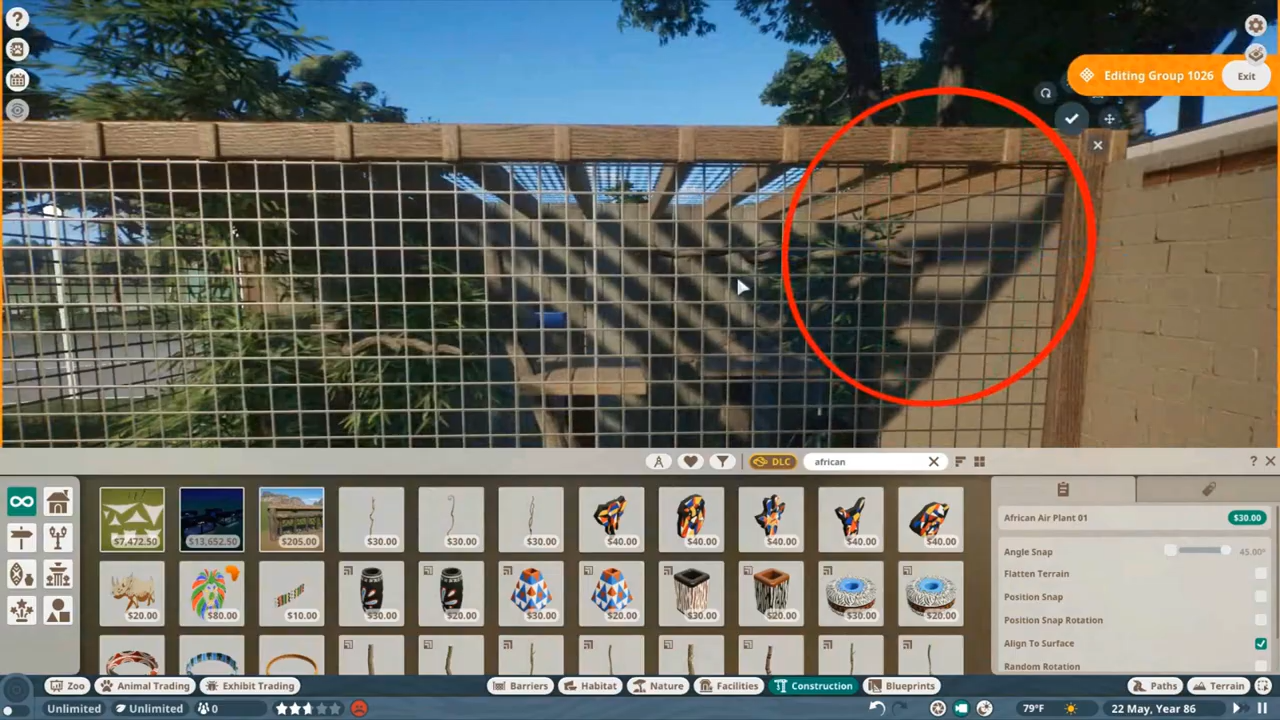 Editing Group 1026
Exit
DLC
african
$7,472.50
$13,652.50
$205.00
$30.00
$30.00
$30.00
$40.00
$40.00
$40.00
$40.00
$40.00
African Air Plant 01
$30.00
Angle Snap
45.00°
Flatten Terrain
Position Snap
Position Snap Rotation
Align To Surface
Random Rotation
$20.00
$80.00
$10.00
$30.00
$20.00
$30.00
$20.00
$30.00
$20.00
$30.00
$20.00
Zoo
Animal Trading
Exhibit Trading
Barriers
Habitat
Nature
Facilities
Construction
Blueprints
Paths
Terrain
Unlimited
Unlimited
0
79°F
22 May, Year 86